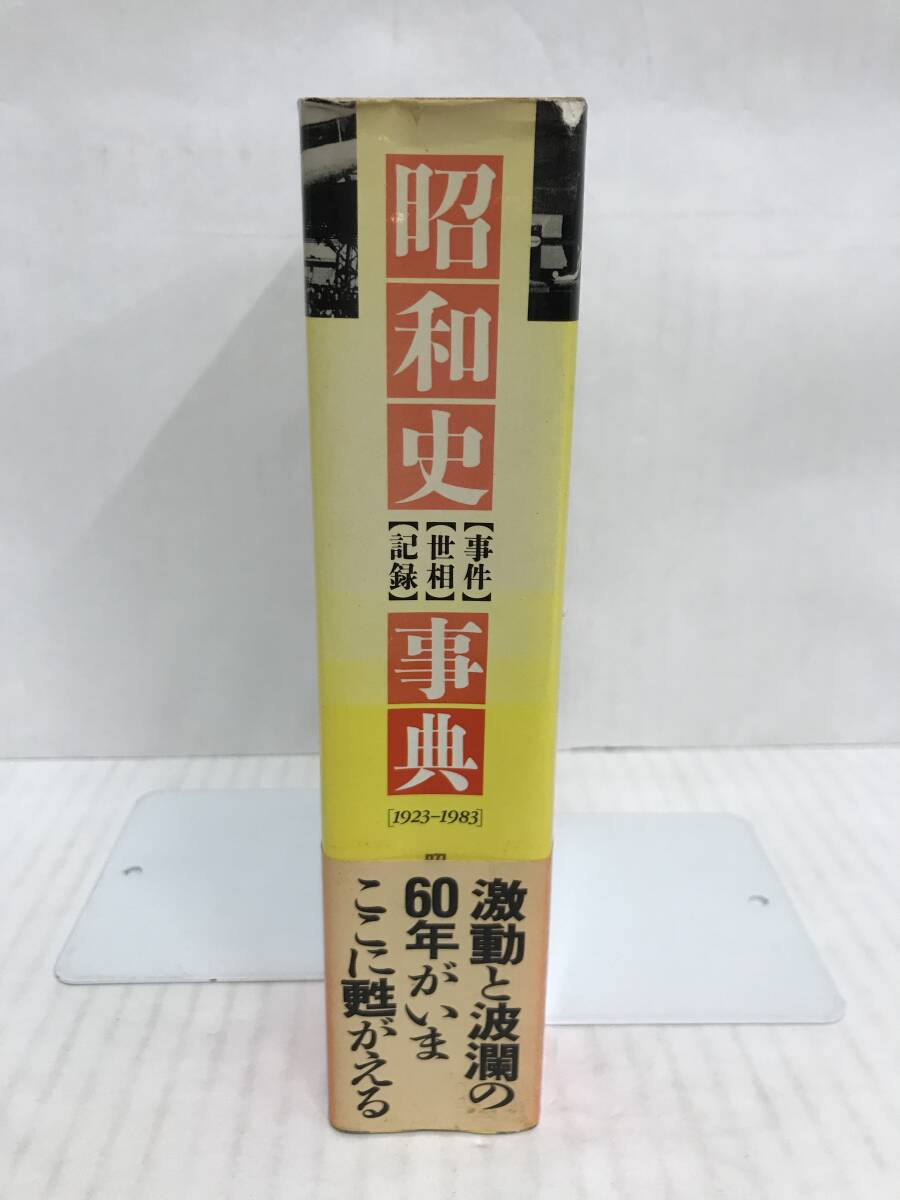 昭和史
【事件】
【世相】
【記録】
事典
[1923–1983]
激動と波瀾の
60年がいま
ここに甦がえる